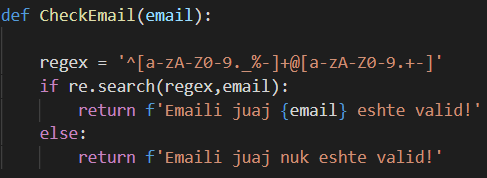 def CheckEmail(email):
regex = '^[a-zA-Z0-9._%-]+@[a-zA-Z0-9.+-]'
if re.search(regex,email):
return f'Emaili juaj {email} eshte valid!'
else:
return f'Emaili juaj nuk eshte valid!'